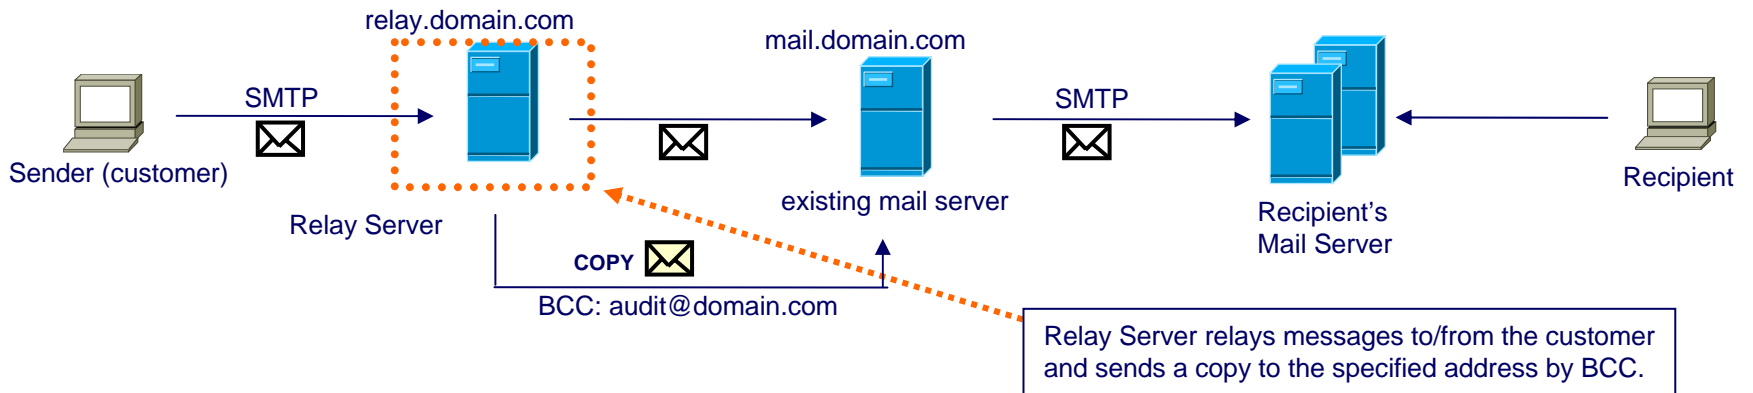 relay.domain.com
mail.domain.com
SMTP
SMTP
Sender (customer)
Relay Server
existing mail server
Recipient’s
Mail Server
Recipient
COPY
BCC: audit@domain.com
Relay Server relays messages to/from the customer
and sends a copy to the specified address by BCC.